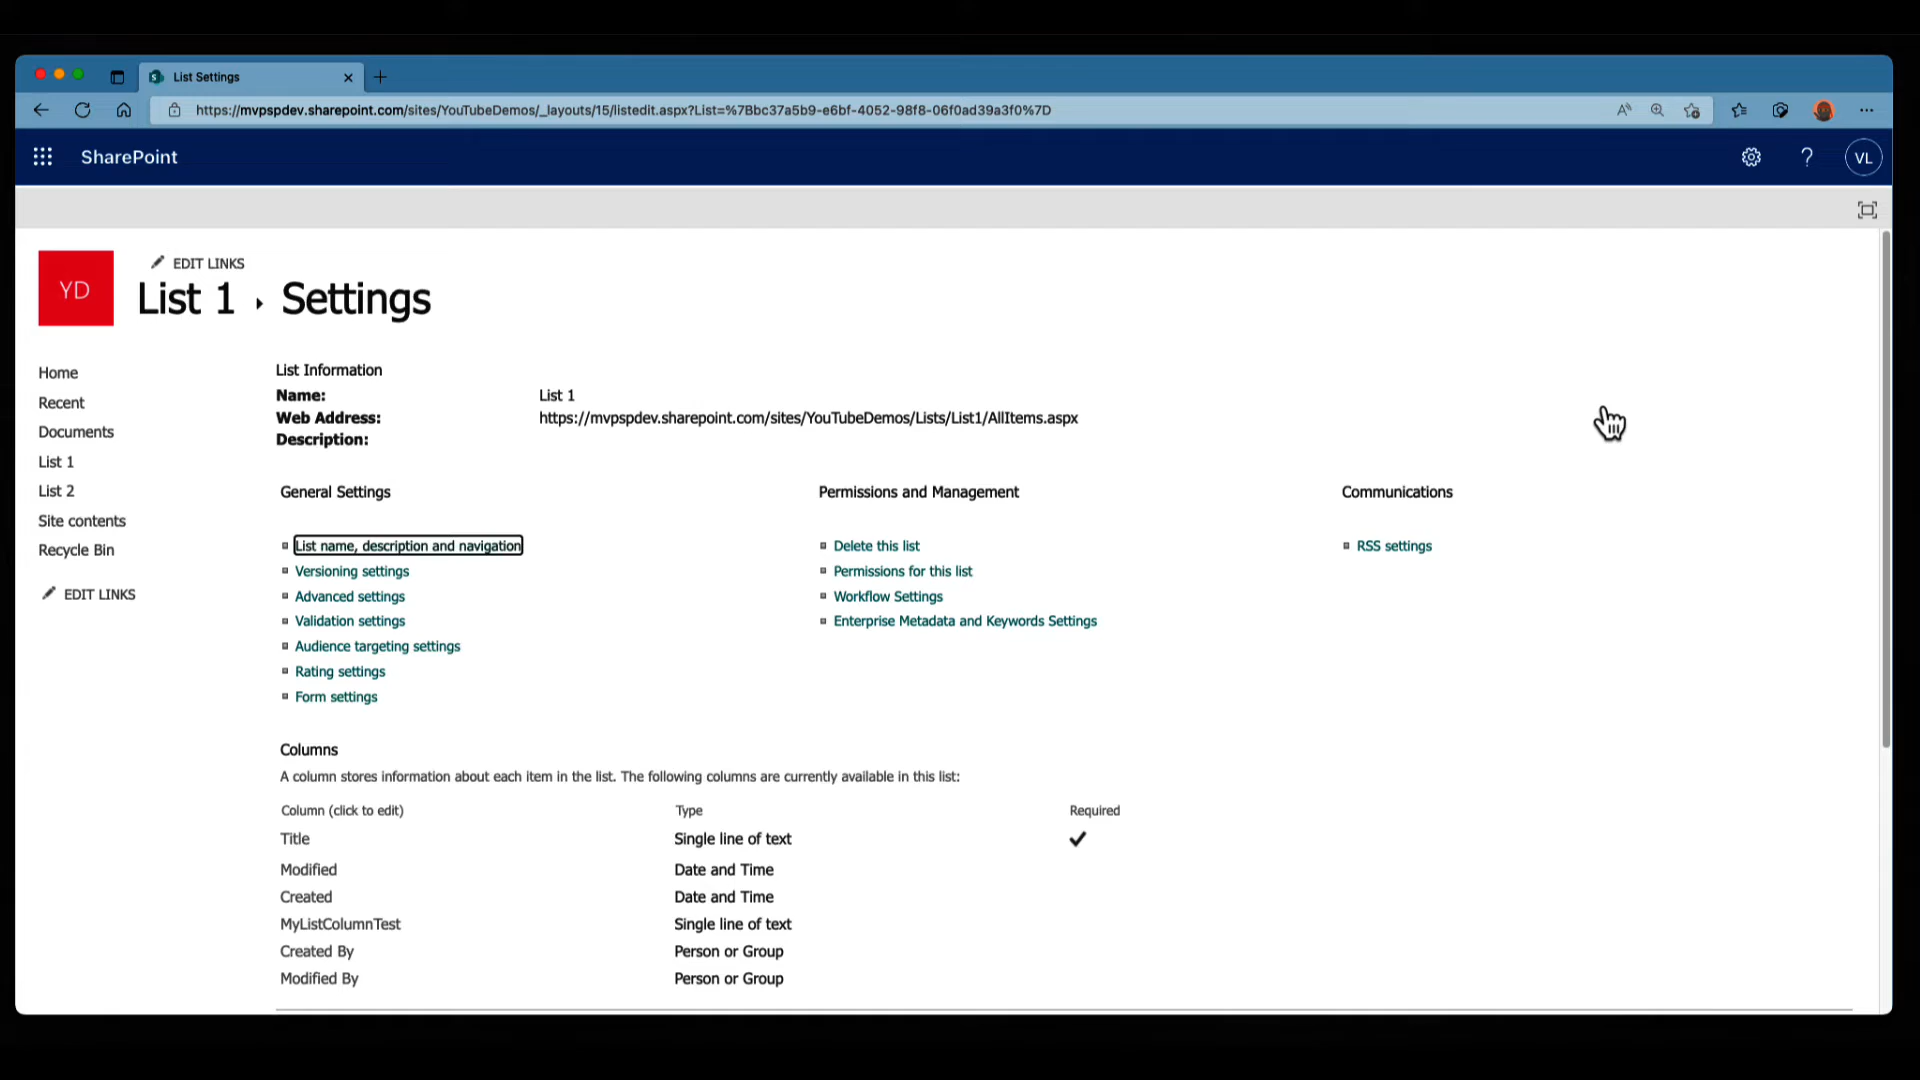 List Settings
https://mvpspdev.sharepoint.com/sites/YouTubeDemos/_layouts/15/listedit.aspx?List=%7Bbc37a5b9-e6bf-4052-98f8-06f0ad39a3f0%7D
SharePoint
VL
YD
EDIT LINKS
List 1 Settings
Home
Recent
Documents
List 1
List 2
Site contents
Recycle Bin
EDIT LINKS
List Information
Name: List 1
Web Address: https://mvpspdev.sharepoint.com/sites/YouTubeDemos/Lists/List1/AllItems.aspx
Description:
General Settings
List name, description and navigation
Versioning settings
Advanced settings
Validation settings
Audience targeting settings
Rating settings
Form settings
Permissions and Management
Delete this list
Permissions for this list
Workflow Settings
Enterprise Metadata and Keywords Settings
Communications
RSS settings
Columns
A column stores information about each item in the list. The following columns are currently available in this list:
Column (click to edit) Type Required
Title Single line of text
Modified Date and Time
Created Date and Time
MyListColumnTest Single line of text
Created By Person or Group
Modified By Person or Group